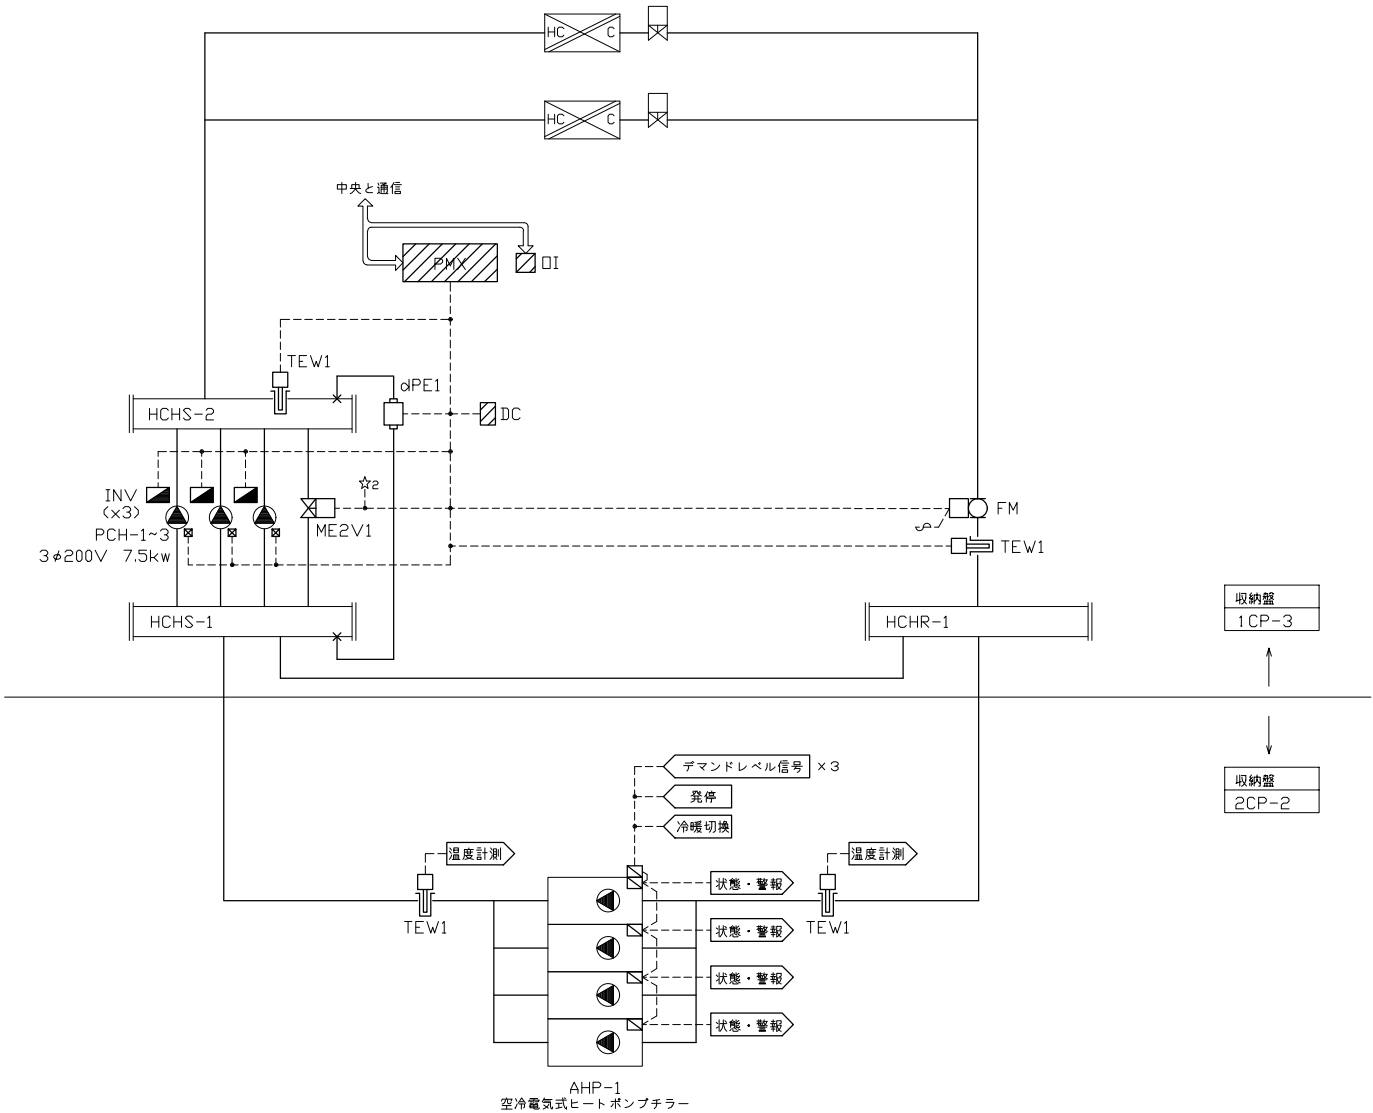 HC C
HC C
中央と通信
PMX
OI
TEW1
dPE1
HCHS-2
DC
☆2
INV
(x3)
PCH-1~3
3φ200V 7.5kw
ME2V1
FM
TEW1
HCHS-1
HCHR-1
収納盤
1CP-3
収納盤
2CP-2
デマンドレベル信号 ×3
発停
冷暖切換
温度計測
温度計測
TEW1
TEW1
状態・警報
状態・警報
状態・警報
状態・警報
AHP-1
空冷電気式ヒートポンプチラー